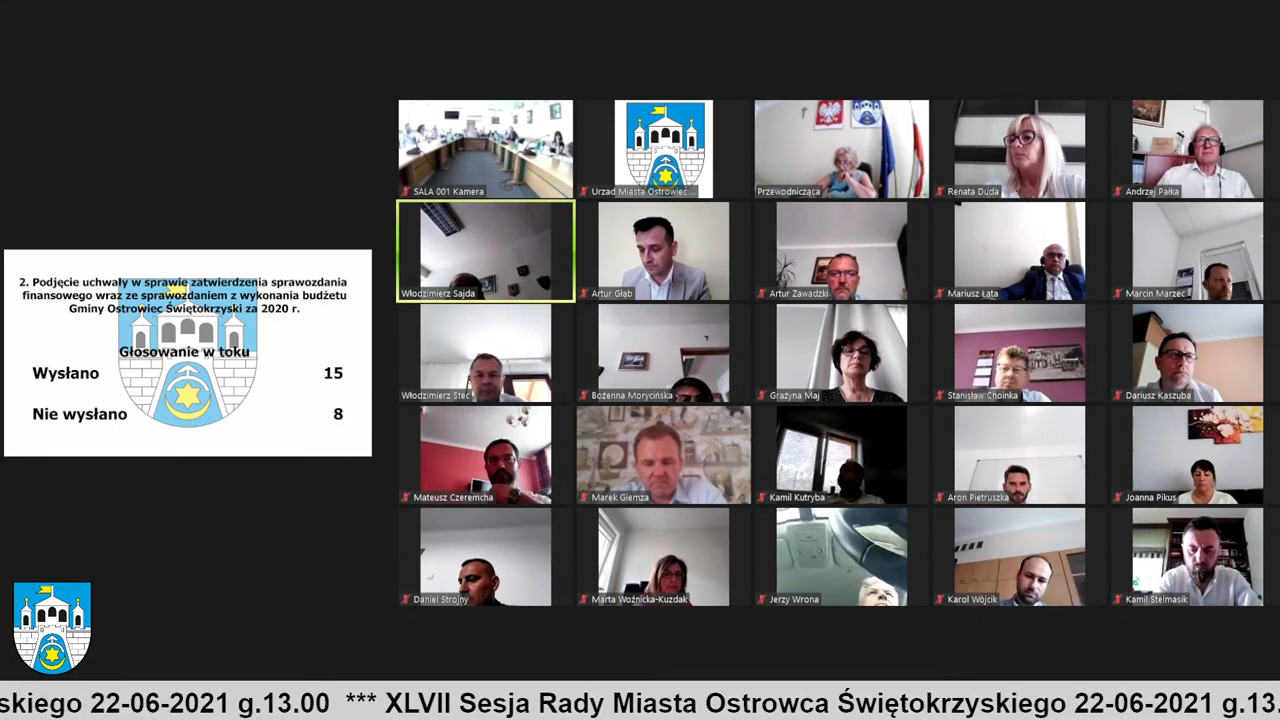 2. Podjęcie uchwały w sprawie zatwierdzenia sprawozdania
finansowego wraz ze sprawozdaniem z wykonania budżetu
Gminy Ostrowiec Świętokrzyski za 2020 r.
Głosowanie w toku
Wysłano 15
Nie wysłano 8
SALA 001 Kamera
Urzad Miasta Ostrowiec ...
Przewodnicząca
Renata Duda
Andrzej Pałka
Włodzimierz Sajda
Artur Głąb
Artur Zawadzki
Mariusz Łata
Marcin Marzec
Włodzimierz Stec
Bożenna Morycińska
Grażyna Maj
Stanisław Choinka
Dariusz Kaszuba
Mateusz Czeremcha
Marek Giemza
Kamil Kutryba
Aron Pietruszka
Joanna Pikus
Daniel Strojny
Marta Woźnicka-Kuzdak
Jerzy Wrona
Karol Wójcik
Kamil Stelmasik
skiego 22-06-2021 g.13.00 *** XLVII Sesja Rady Miasta Ostrowca Świętokrzyskiego 22-06-2021 g.13.